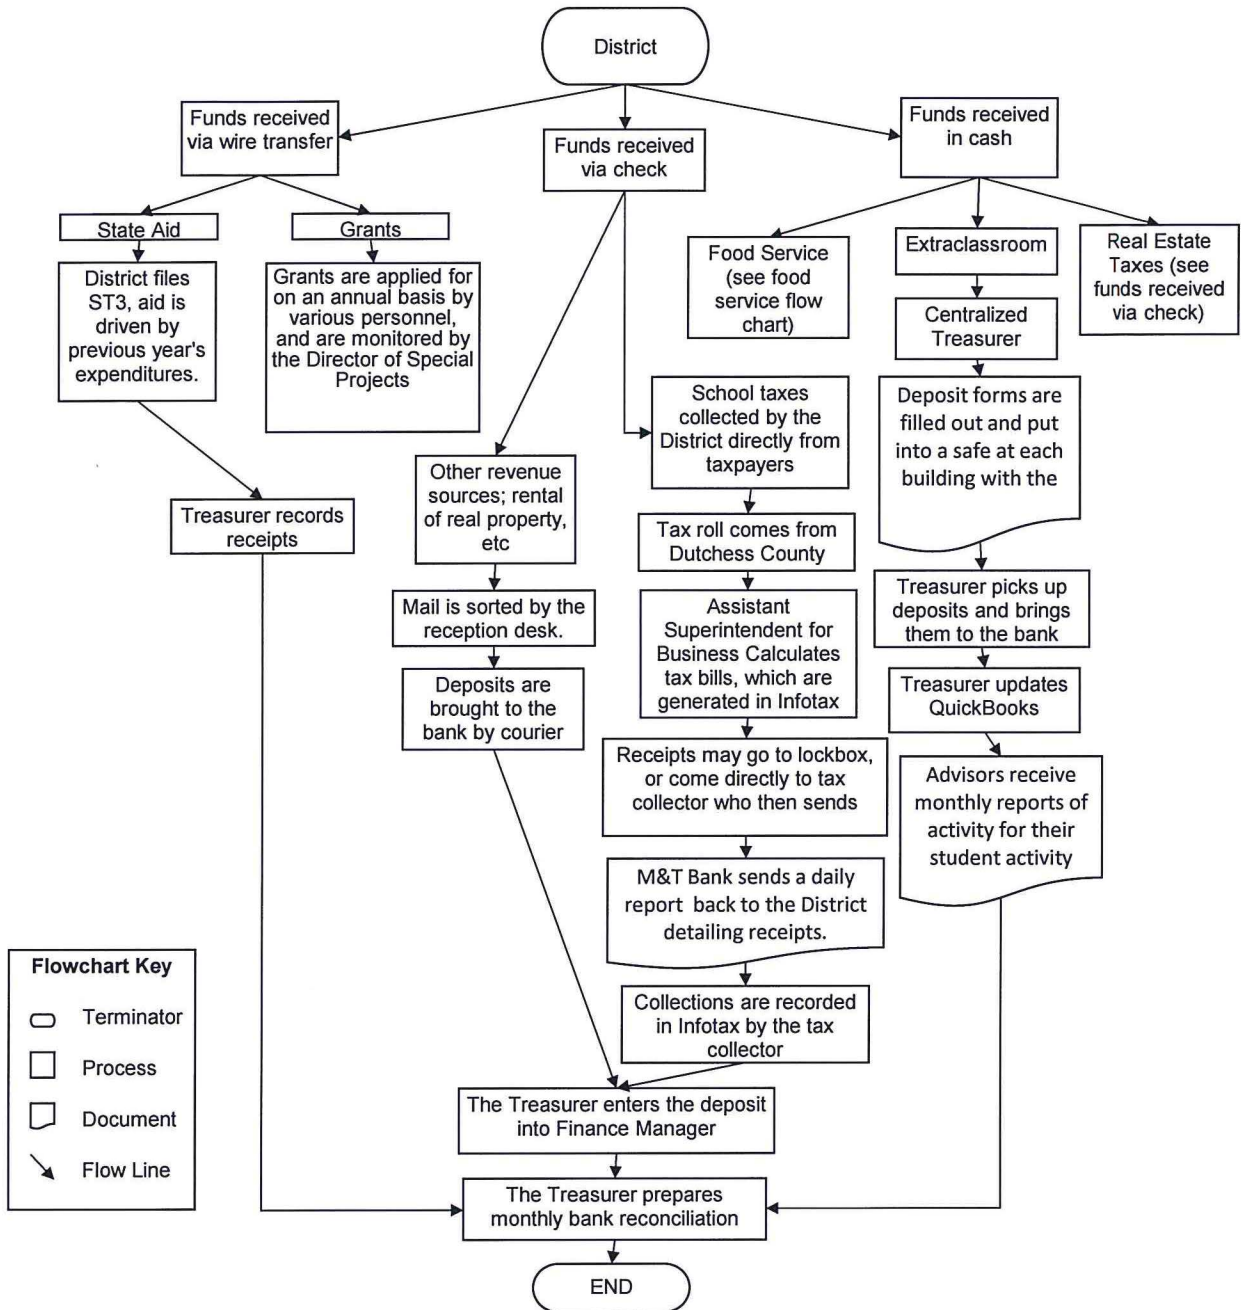 District
Funds received
via wire transfer
Funds received
via check
Funds received
in cash
State Aid
Grants
District files
ST3, aid is
driven by
previous year's
expenditures.
Grants are applied for
on an annual basis by
various personnel,
and are monitored by
the Director of Special
Projects
Treasurer records
receipts
Other revenue
sources; rental
of real property,
etc
Mail is sorted by the
reception desk.
Deposits are
brought to the
bank by courier
School taxes
collected by the
District directly from
taxpayers
Tax roll comes from
Dutchess County
Assistant
Superintendent for
Business Calculates
tax bills, which are
generated in Infotax
Receipts may go to lockbox,
or come directly to tax
collector who then sends
M&T Bank sends a daily
report back to the District
detailing receipts.
Collections are recorded
in Infotax by the tax
collector
Food Service
(see food
service flow
chart)
Extraclassroom
Centralized
Treasurer
Deposit forms are
filled out and put
into a safe at each
building with the
Treasurer picks up
deposits and brings
them to the bank
Treasurer updates
QuickBooks
Advisors receive
monthly reports of
activity for their
student activity
Real Estate
Taxes (see
funds received
via check)
The Treasurer enters the deposit
into Finance Manager
The Treasurer prepares
monthly bank reconciliation
END
Flowchart Key
Terminator
Process
Document
Flow Line